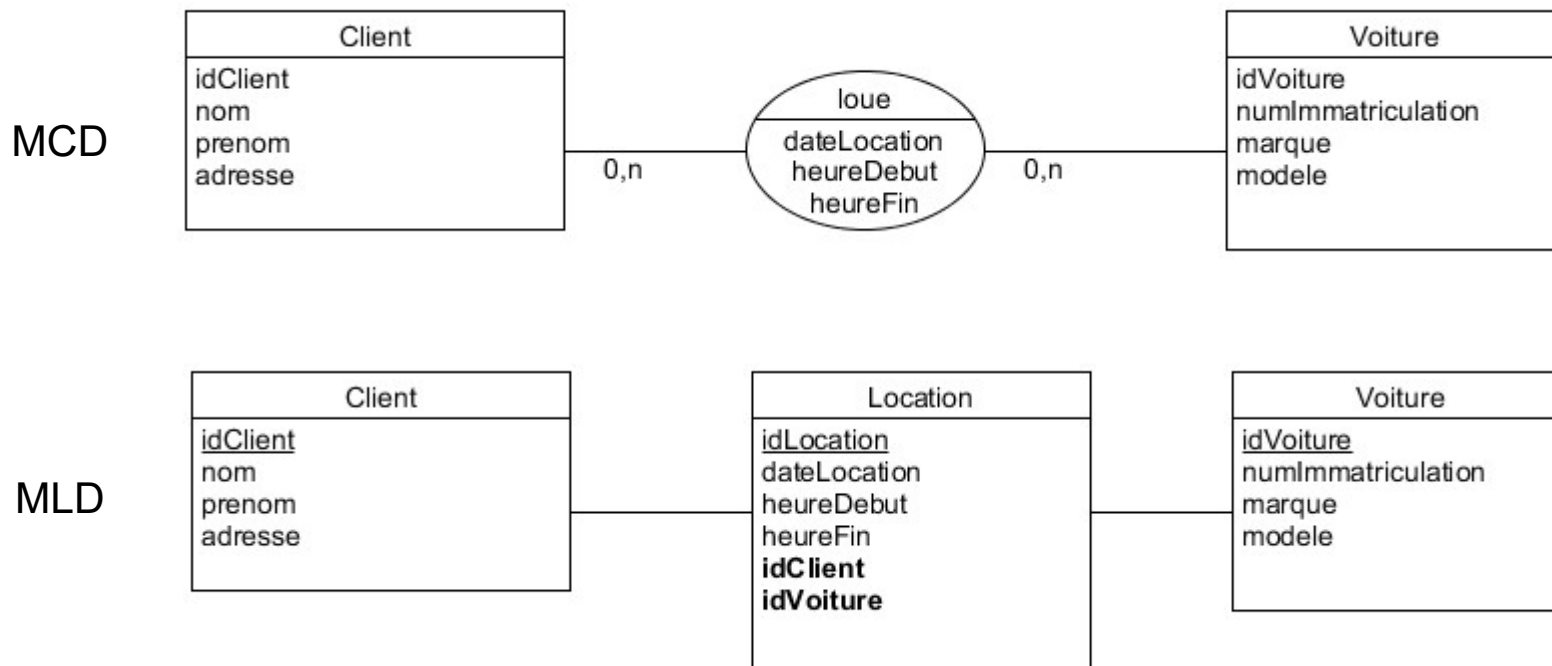 MCD
Client
idClient
nom
prenom
adresse
0,n
loue
dateLocation
heureDebut
heureFin
0,n
Voiture
idVoiture
numImmatriculation
marque
modele
MLD
Client
idClient
nom
prenom
adresse
Location
idLocation
dateLocation
heureDebut
heureFin
idClient
idVoiture
Voiture
idVoiture
numImmatriculation
marque
modele